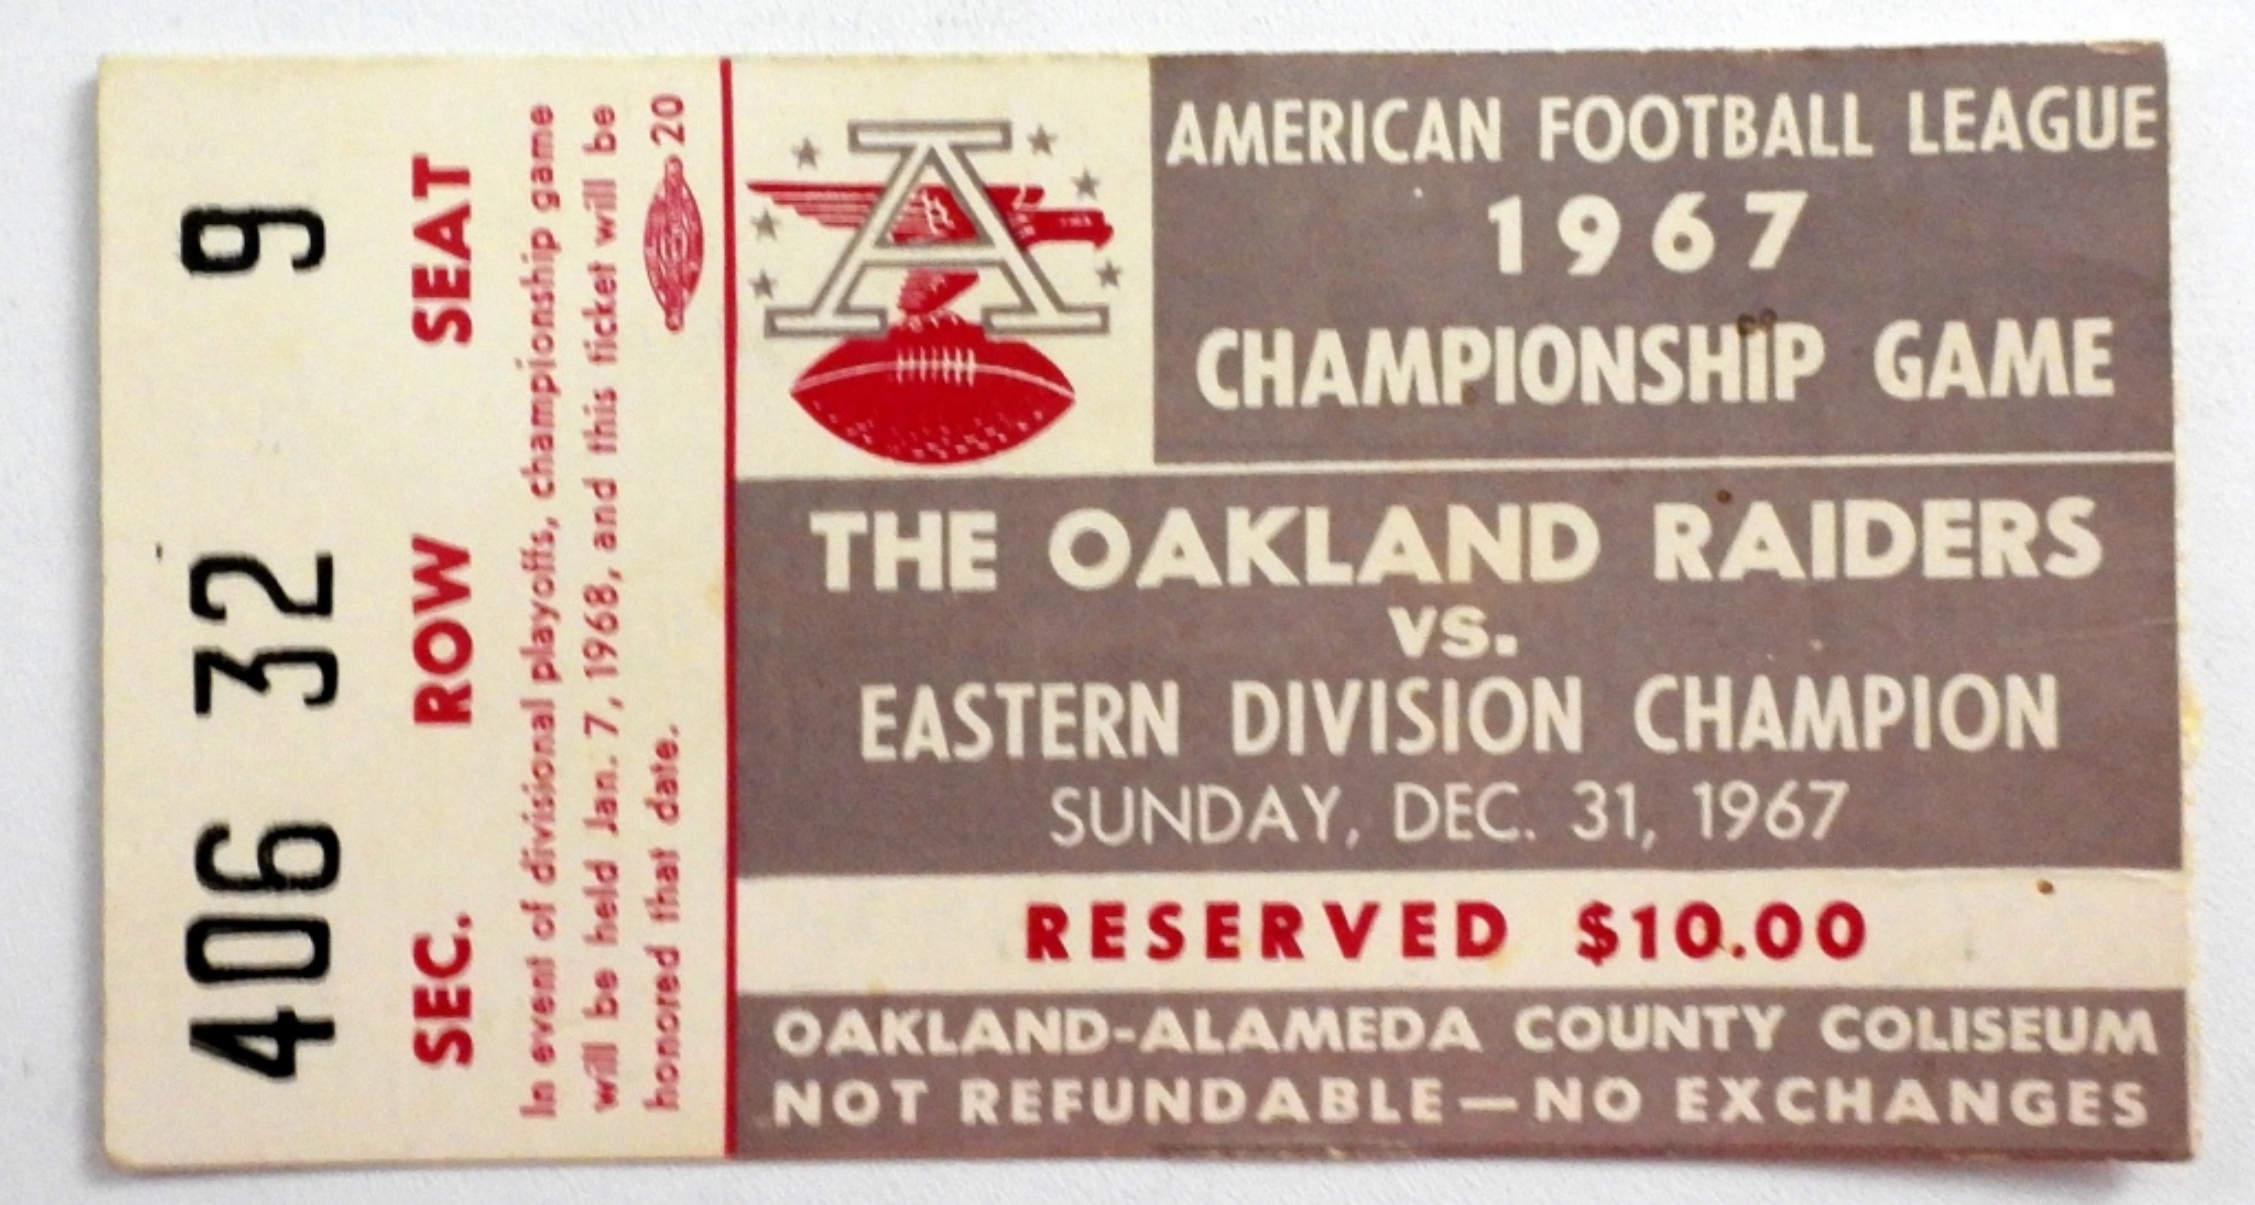 406 32 9
SEC. ROW SEAT
In event of divisional playoffs, championship game
will be held Jan. 7, 1968, and this ticket will be
honored that date.
20
A
AMERICAN FOOTBALL LEAGUE
1967
CHAMPIONSHIP GAME
THE OAKLAND RAIDERS
VS.
EASTERN DIVISION CHAMPION
SUNDAY, DEC. 31, 1967
RESERVED $10.00
OAKLAND-ALAMEDA COUNTY COLISEUM
NOT REFUNDABLE — NO EXCHANGES